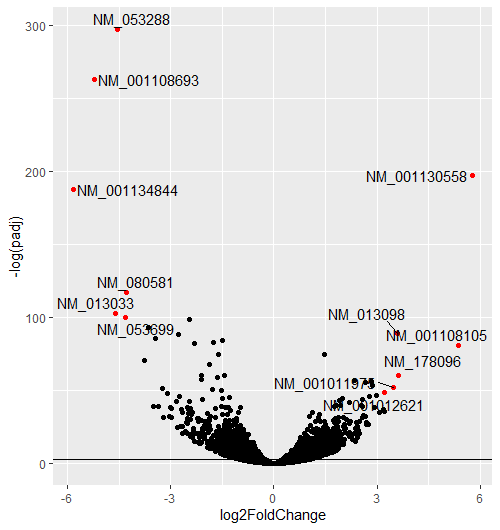 NM_053288
300
NM_001108693
200
NM_001130558
NM_001134844
-log(padj)
NM_080581
NM_013033
NM_013098
100
NM_053699
NM_001108105
NM_178096
NM_001011975
NM_001012621
0
-6 -3 0 3 6
log2FoldChange